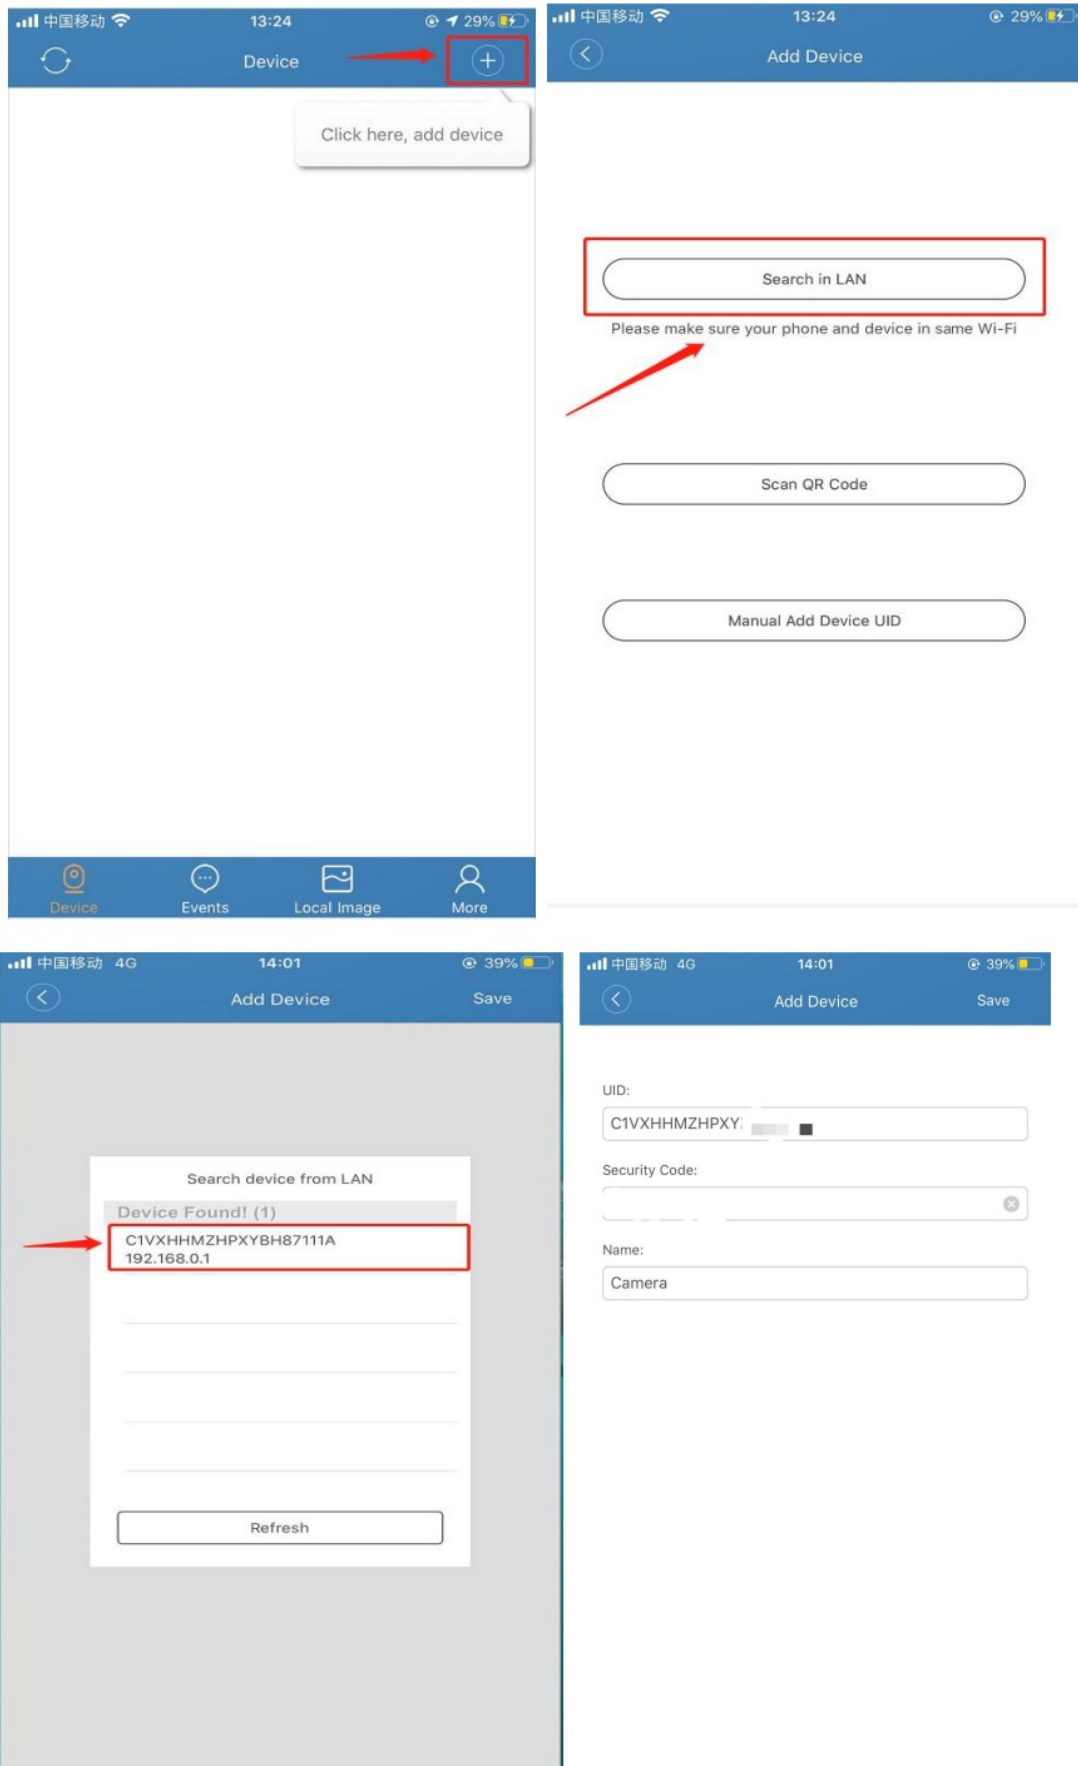 中国移动
13:24
29%
Device
Click here, add device
Device
Events
Local Image
More
中国移动
13:24
29%
Add Device
Search in LAN
Please make sure your phone and device in same Wi-Fi
Scan QR Code
Manual Add Device UID
中国移动 4G
14:01
39%
Add Device
Save
Search device from LAN
Device Found! (1)
C1VXHHMZHPXYBH87111A
192.168.0.1
Refresh
中国移动 4G
14:01
39%
Add Device
Save
UID:
C1VXHHMZHPXY
Security Code:
Name:
Camera